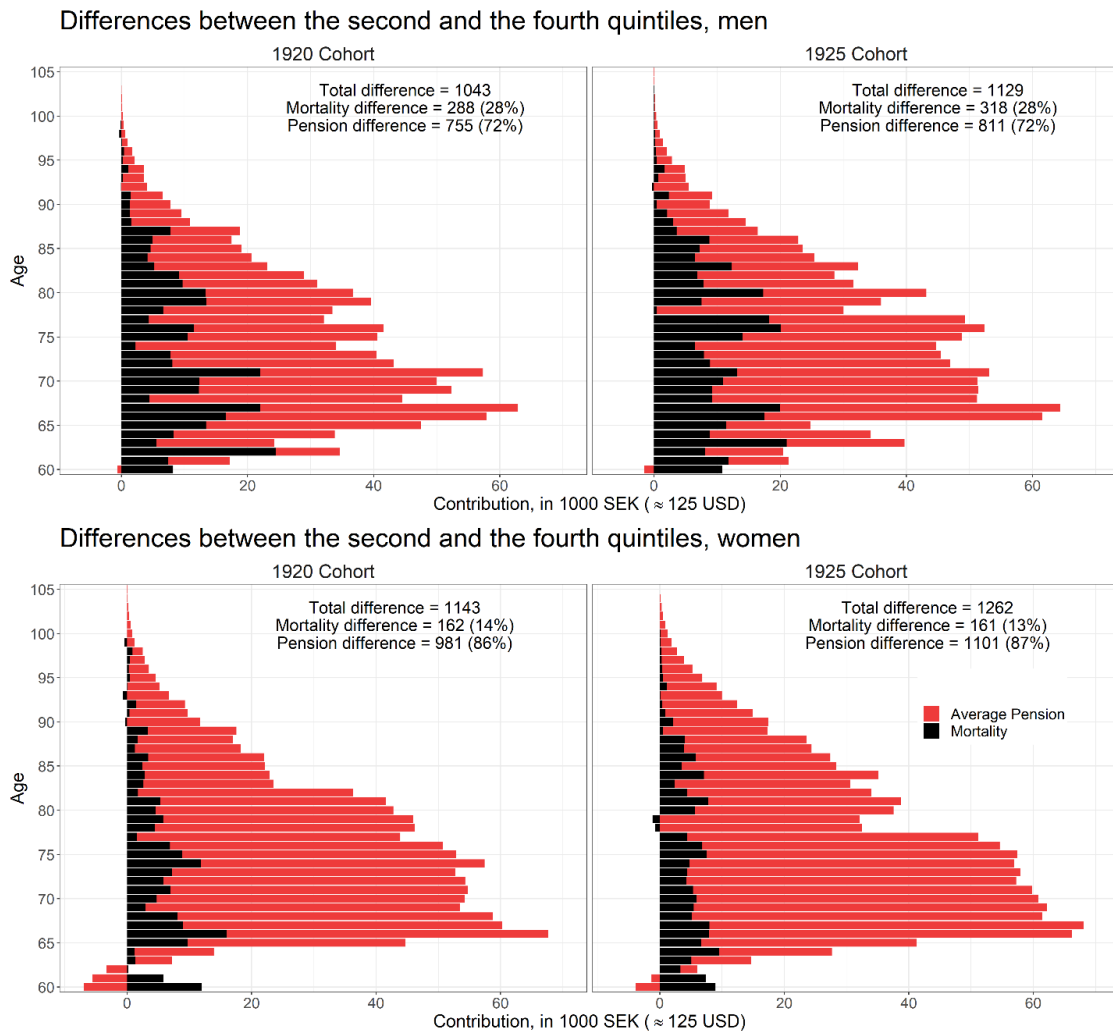 Differences between the second and the fourth quintiles, men
1920 Cohort
1925 Cohort
Total difference = 1043
Mortality difference = 288 (28%)
Pension difference = 755 (72%)
Total difference = 1129
Mortality difference = 318 (28%)
Pension difference = 811 (72%)
Age
105
100
95
90
85
80
75
70
65
60
0 20 40 60
0 20 40 60
Contribution, in 1000 SEK (≈ 125 USD)
Differences between the second and the fourth quintiles, women
1920 Cohort
1925 Cohort
Total difference = 1143
Mortality difference = 162 (14%)
Pension difference = 981 (86%)
Total difference = 1262
Mortality difference = 161 (13%)
Pension difference = 1101 (87%)
Average Pension
Mortality
Age
105
100
95
90
85
80
75
70
65
60
0 20 40 60
0 20 40 60
Contribution, in 1000 SEK (≈ 125 USD)